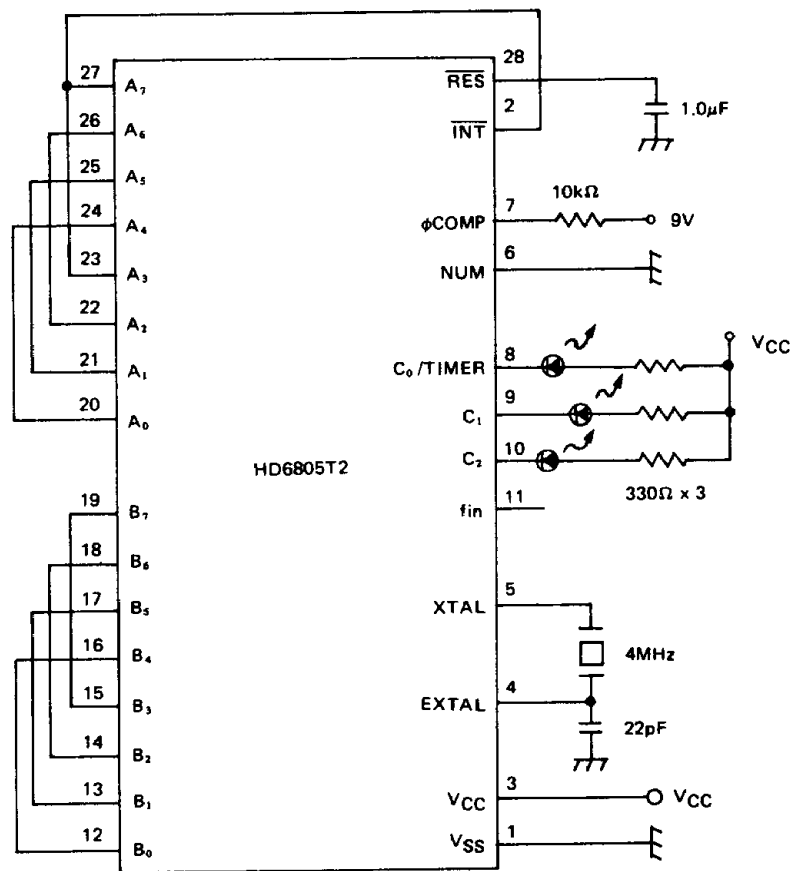 27 A₇
26 A₆
25 A₅
24 A₄
23 A₃
22 A₂
21 A₁
20 A₀
19 B₇
18 B₆
17 B₅
16 B₄
15 B₃
14 B₂
13 B₁
12 B₀
HD6805T2
28
R̅E̅S̅
1.0μF
2
I̅N̅T̅
10kΩ
7
φCOMP
9V
6
NUM
8
C₀/TIMER
VCC
9
C₁
10
C₂
330Ω × 3
11
fin
5
XTAL
4MHz
4
EXTAL
22pF
3
VCC
VCC
1
VSS